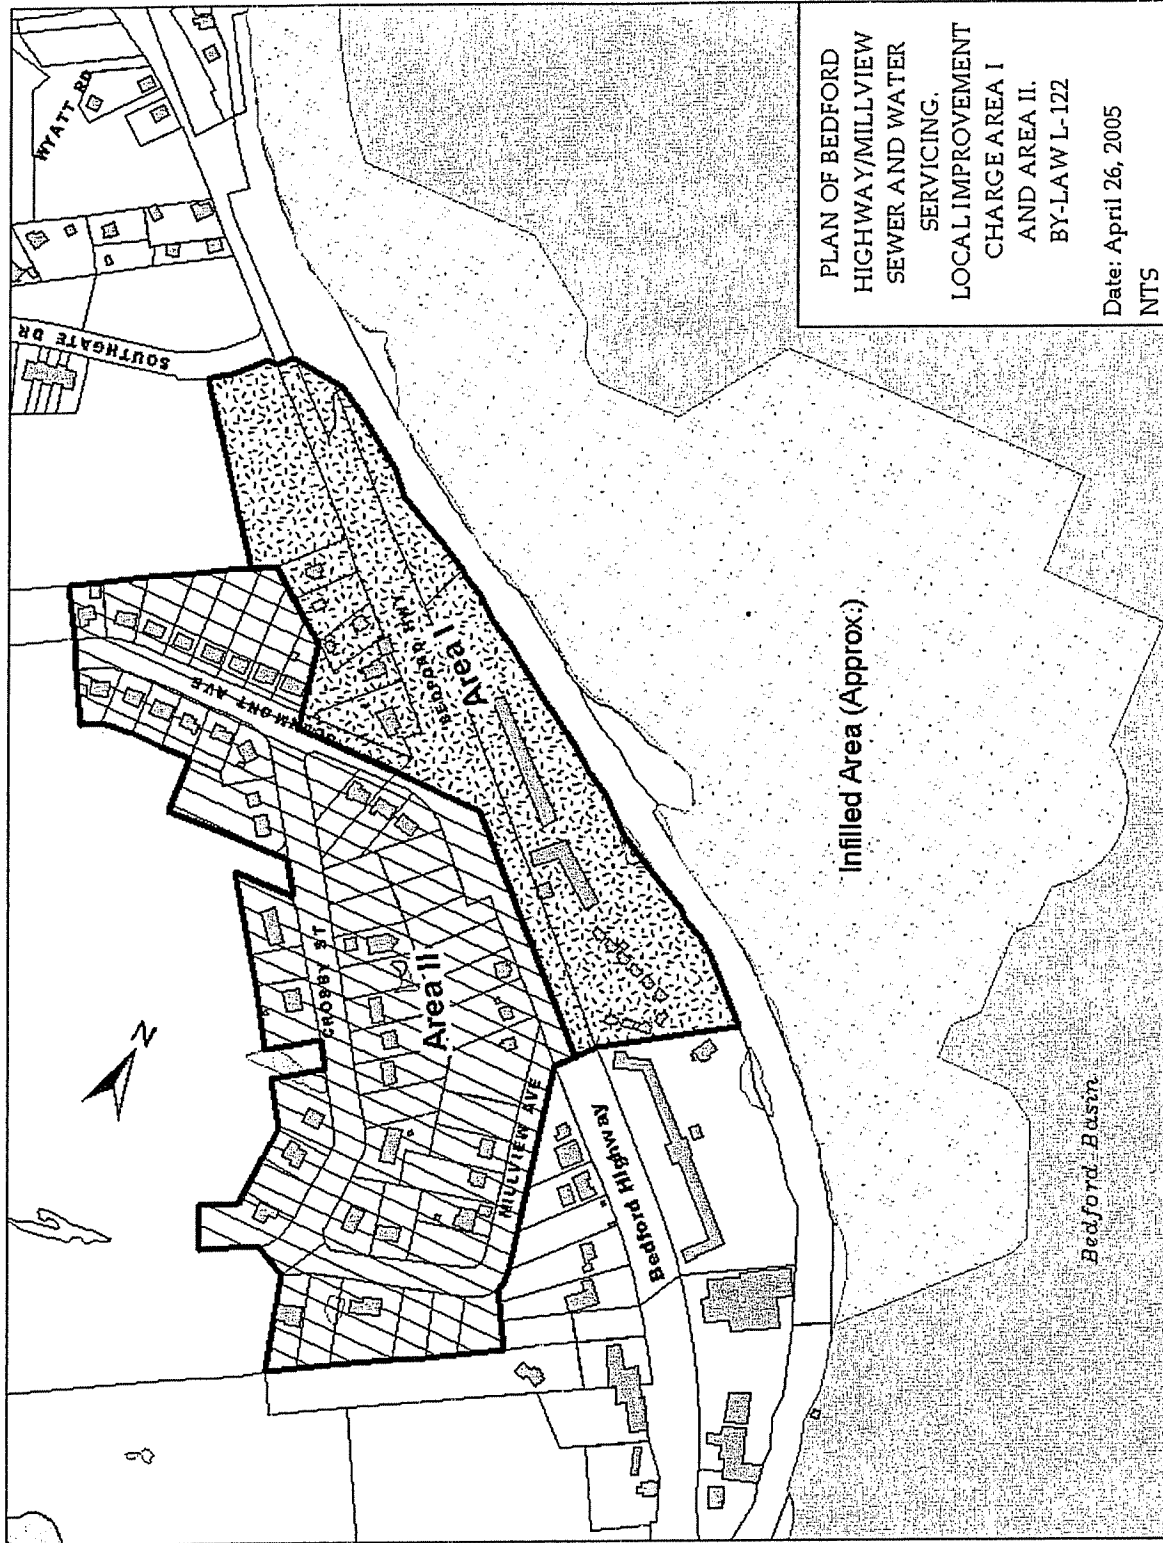 WYATT RD
SOUTHGATE DR
BEDFORD HWY
Area I
CROSBY ST
Area II
MILLVIEW AVE
N
Bedford Highway
Infilled Area (Approx.)
Bedford Basin
PLAN OF BEDFORD
HIGHWAY/MILLVIEW
SEWER AND WATER
SERVICING.
LOCAL IMPROVEMENT
CHARGE AREA I
AND AREA II.
BY-LAW L-122
Date: April 26, 2005
NTS